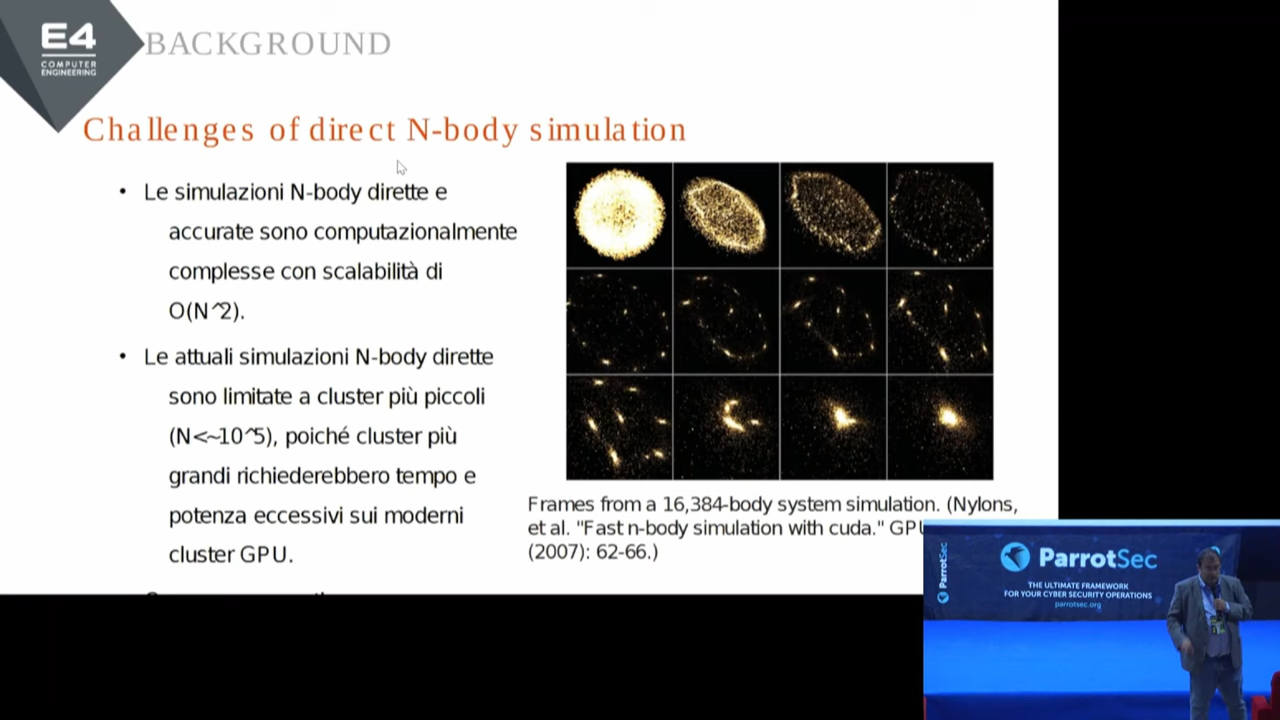 E4
COMPUTER
ENGINEERING
BACKGROUND
Challenges of direct N-body simulation
• Le simulazioni N-body dirette e
accurate sono computazionalmente
complesse con scalabilità di
O(N^2).
• Le attuali simulazioni N-body dirette
sono limitate a cluster più piccoli
(N<~10^5), poiché cluster più
grandi richiederebbero tempo e
potenza eccessivi sui moderni
cluster GPU.
Frames from a 16,384-body system simulation. (Nylons,
et al. "Fast n-body simulation with cuda." GPU
(2007): 62-66.)
ParrotSec
ParrotSec
THE ULTIMATE FRAMEWORK
FOR YOUR CYBER SECURITY OPERATIONS
parrotsec.org